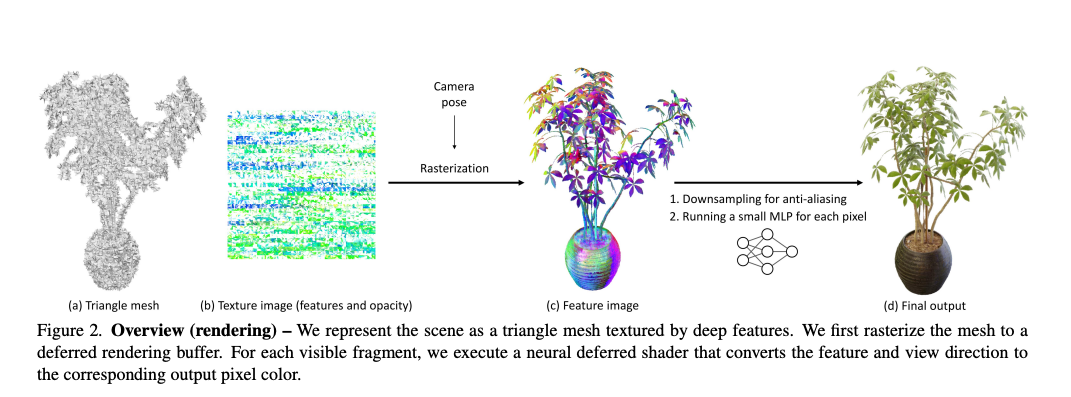 Camera
pose
Rasterization
1. Downsampling for anti-aliasing
2. Running a small MLP for each pixel
(a) Triangle mesh
(b) Texture image (features and opacity)
(c) Feature image
(d) Final output
Figure 2. Overview (rendering) – We represent the scene as a triangle mesh textured by deep features. We first rasterize the mesh to a
deferred rendering buffer. For each visible fragment, we execute a neural deferred shader that converts the feature and view direction to
the corresponding output pixel color.